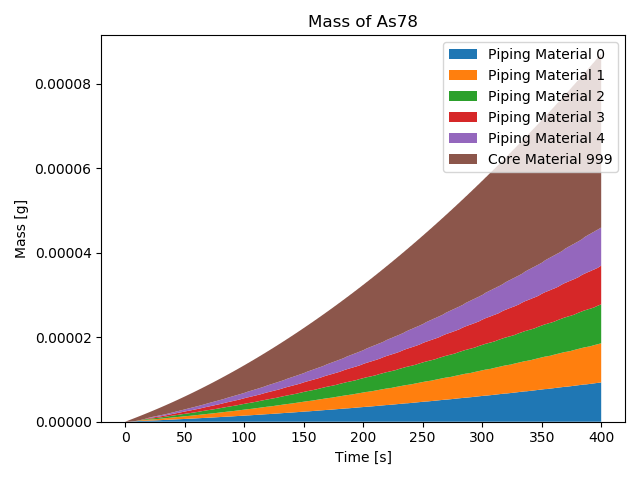 Mass of As78
Piping Material 0
Piping Material 1
Piping Material 2
Piping Material 3
Piping Material 4
Core Material 999
Mass [g]
0.00008
0.00006
0.00004
0.00002
0.00000
0 50 100 150 200 250 300 350 400
Time [s]